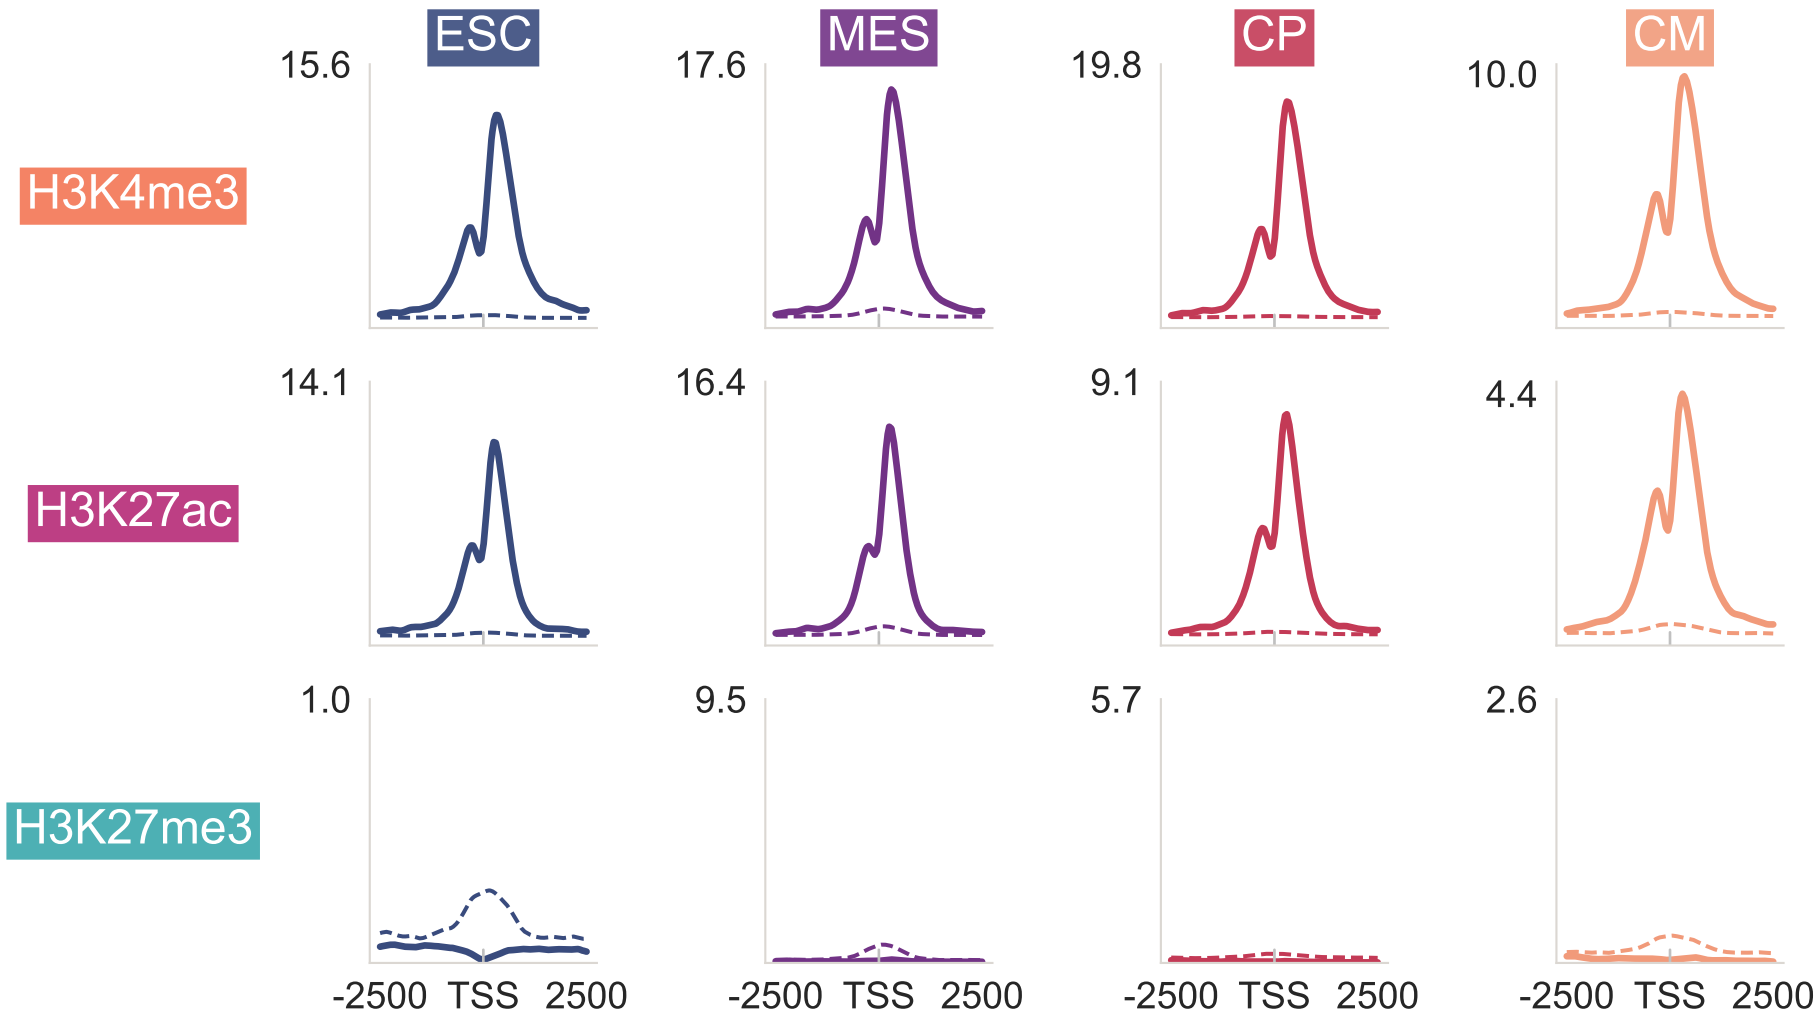 ESC MES CP CM
15.6 17.6 19.8 10.0
H3K4me3
14.1 16.4 9.1 4.4
H3K27ac
1.0 9.5 5.7 2.6
H3K27me3
-2500 TSS 2500 -2500 TSS 2500 -2500 TSS 2500 -2500 TSS 2500